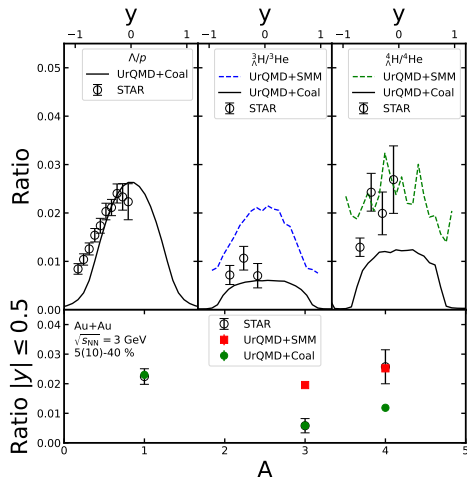 y y y
−1 0 1 −1 0 1 −1 0 1
0.05
0.04
0.03
0.02
0.01
0.00
Ratio
Λ/p
UrQMD+Coal
STAR
³ΛH/³He
UrQMD+SMM
UrQMD+Coal
STAR
⁴ΛH/⁴He
UrQMD+SMM
UrQMD+Coal
STAR
0.04
0.03
0.02
0.01
0.00
Ratio |y| ≤ 0.5
Au+Au
√sNN = 3 GeV
5(10)-40 %
STAR
UrQMD+SMM
UrQMD+Coal
0 1 2 3 4 5
A